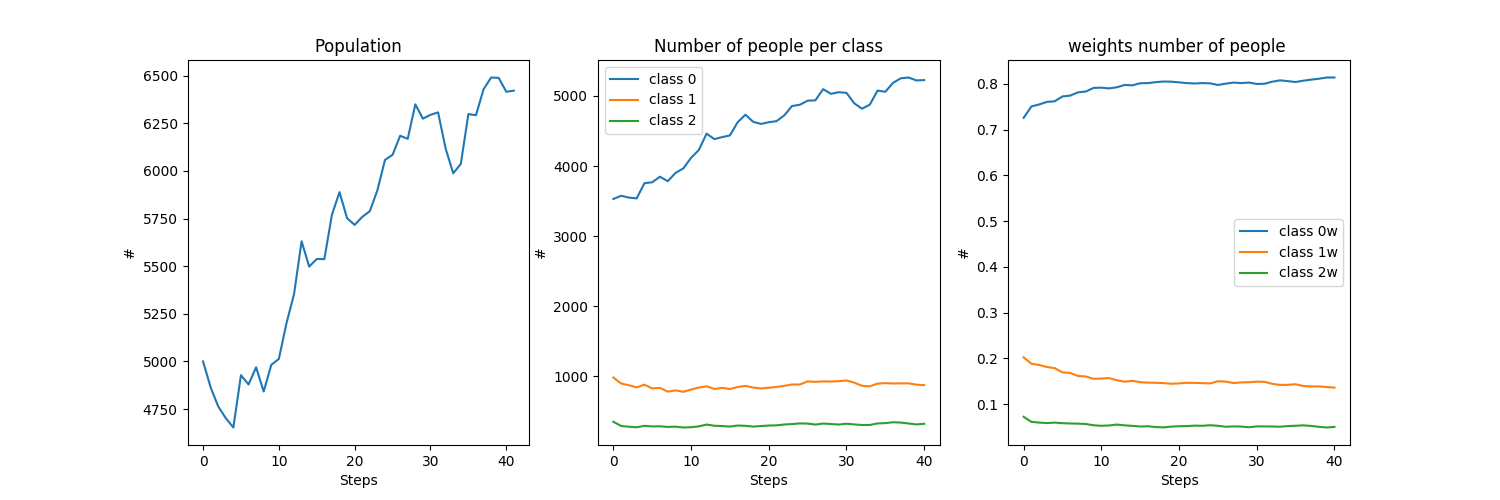 Population
6500
6250
6000
5750
5500
5250
5000
4750
#
0 10 20 30 40
Steps
Number of people per class
class 0
class 1
class 2
5000
4000
3000
2000
1000
#
0 10 20 30 40
Steps
weights number of people
0.8
0.7
0.6
0.5
0.4
0.3
0.2
0.1
#
class 0w
class 1w
class 2w
0 10 20 30 40
Steps